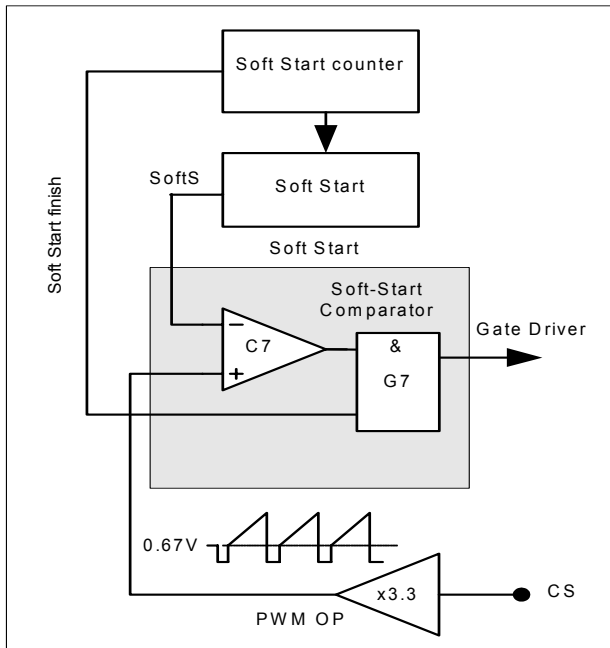 Soft Start counter
Soft Start finish
SoftS
Soft Start
Soft Start
Soft-Start
Comparator
Gate Driver
−
C7
+
&
G7
0.67V
x3.3
CS
PWM OP